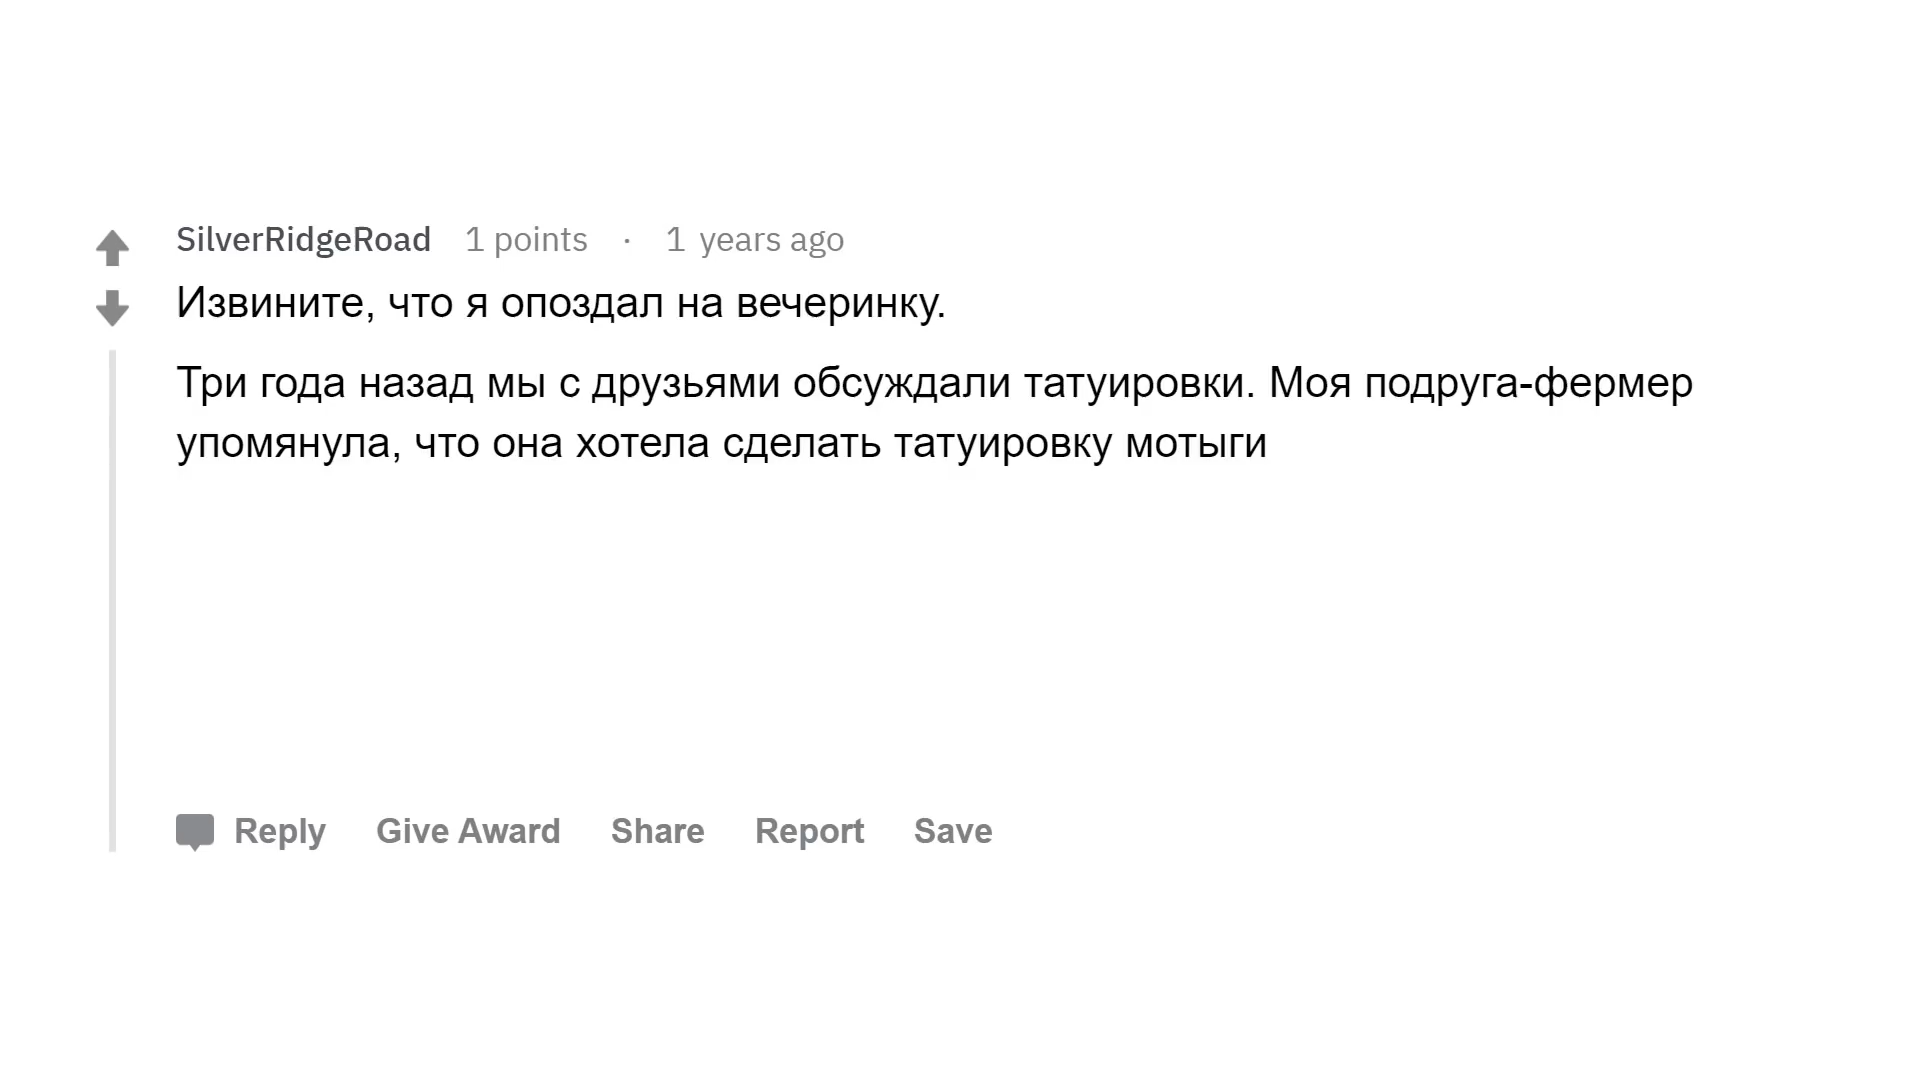 SilverRidgeRoad 1 points · 1 years ago
Извините, что я опоздал на вечеринку.
Три года назад мы с друзьями обсуждали татуировки. Моя подруга-фермер
упомянула, что она хотела сделать татуировку мотыги
Reply Give Award Share Report Save